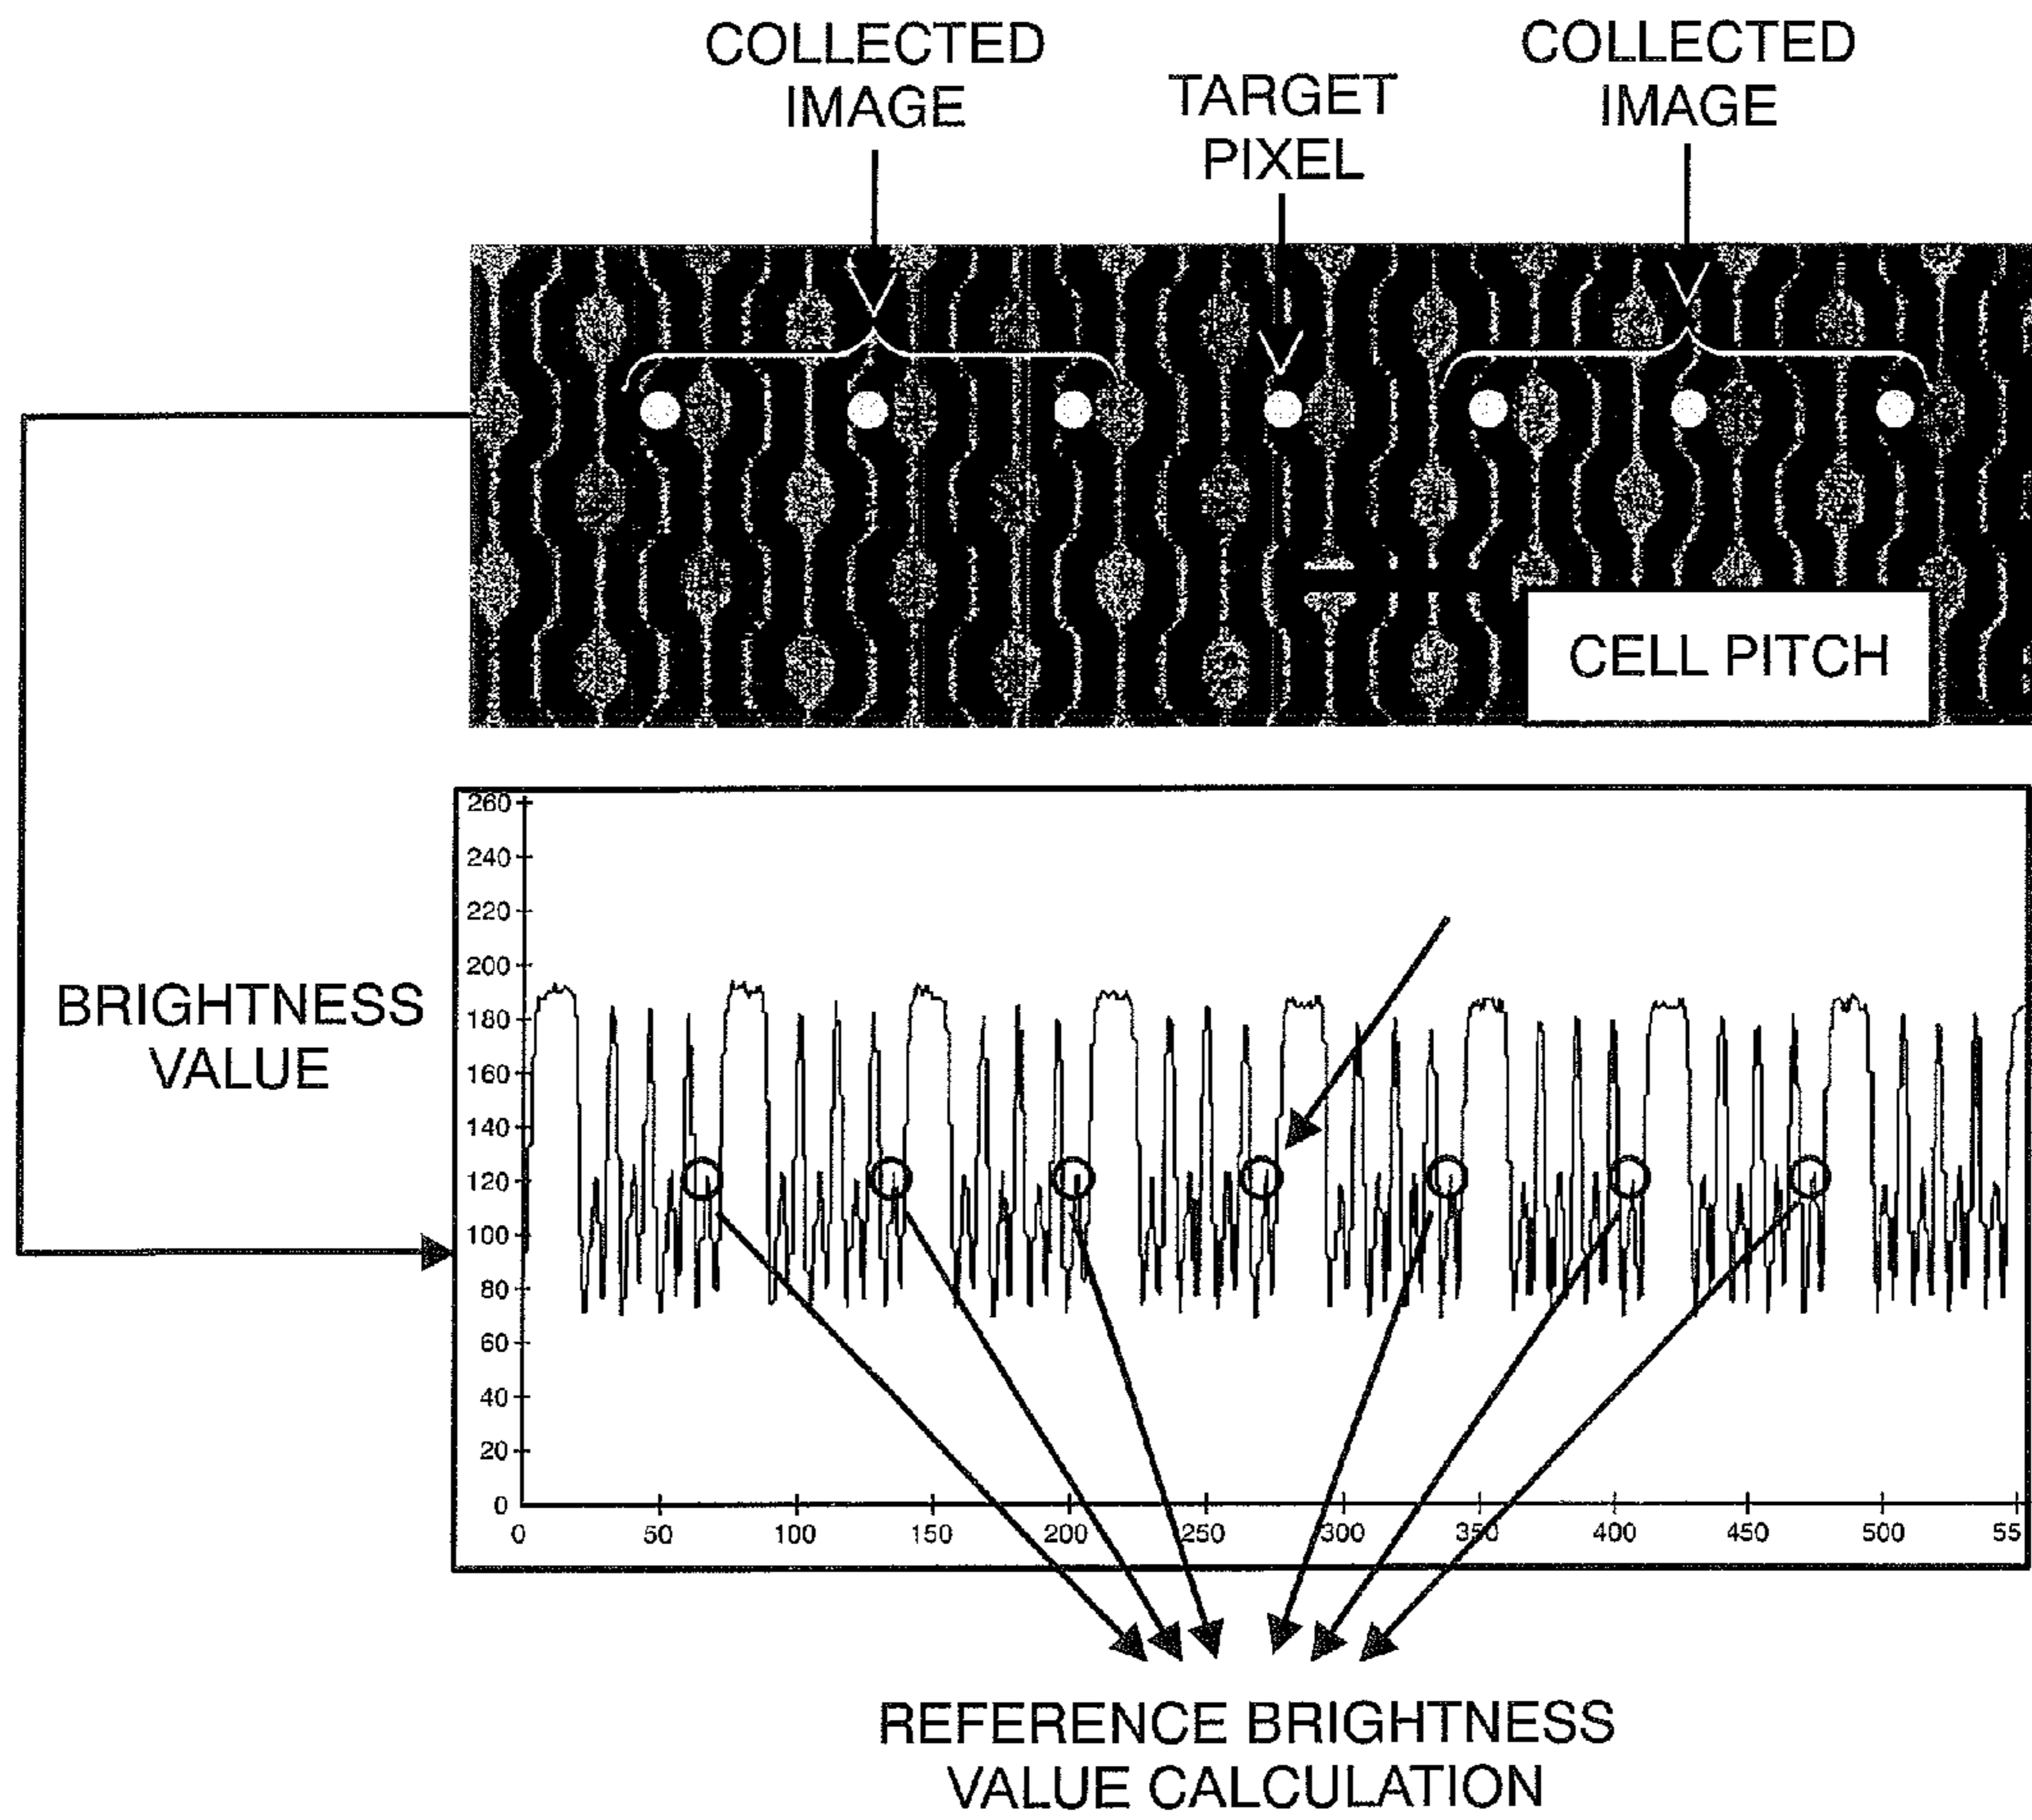 COLLECTED
IMAGE
TARGET
PIXEL
COLLECTED
IMAGE
CELL PITCH
BRIGHTNESS
VALUE
260
240
220
200
180
160
140
120
100
80
60
40
20
0
0 50 100 150 200 250 300 350 400 450 500 55
REFERENCE BRIGHTNESS
VALUE CALCULATION